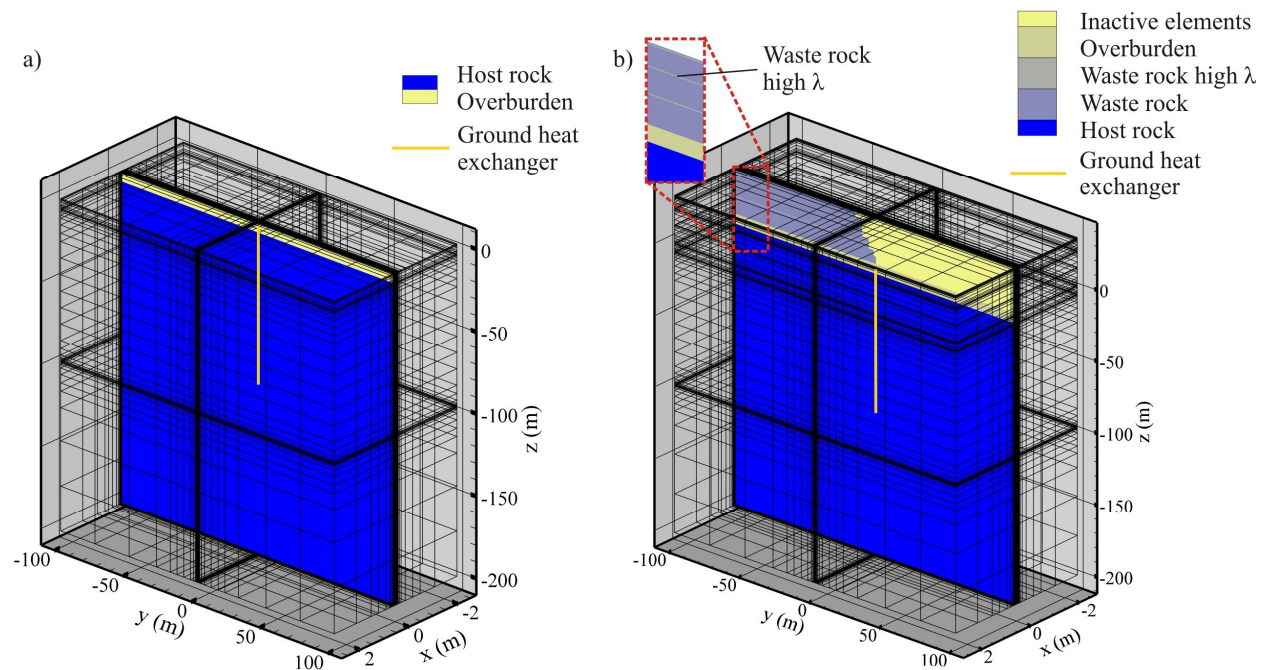 a)
Host rock
Overburden
Ground heat
exchanger
0
-50
-100
-150
-200
z (m)
-100
-50
0
50
100
y (m)
-2
0
2
x (m)
b)
Waste rock
high λ
Inactive elements
Overburden
Waste rock high λ
Waste rock
Host rock
Ground heat
exchanger
0
-50
-100
-150
-200
z (m)
-100
-50
0
50
100
y (m)
-2
0
2
x (m)